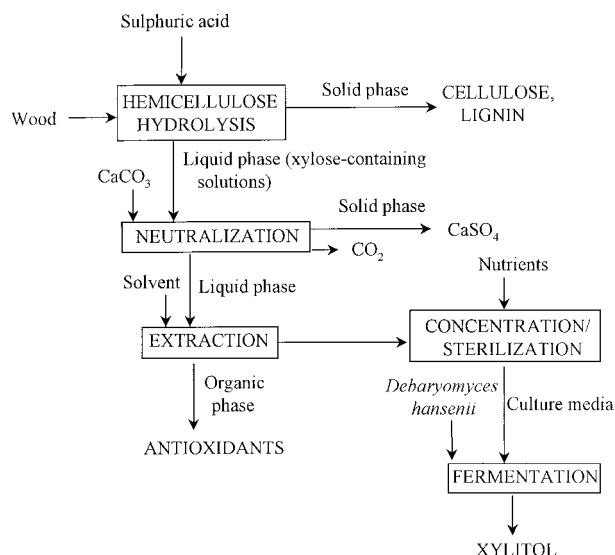 Sulphuric acid
Wood
HEMICELLULOSE
HYDROLYSIS
Solid phase
CELLULOSE,
LIGNIN
Liquid phase (xylose-containing
solutions)
CaCO₃
NEUTRALIZATION
Solid phase
CaSO₄
CO₂
Solvent
Liquid phase
Nutrients
EXTRACTION
CONCENTRATION/
STERILIZATION
Organic
phase
ANTIOXIDANTS
Debaryomyces
hansenii
Culture media
FERMENTATION
XYLITOL